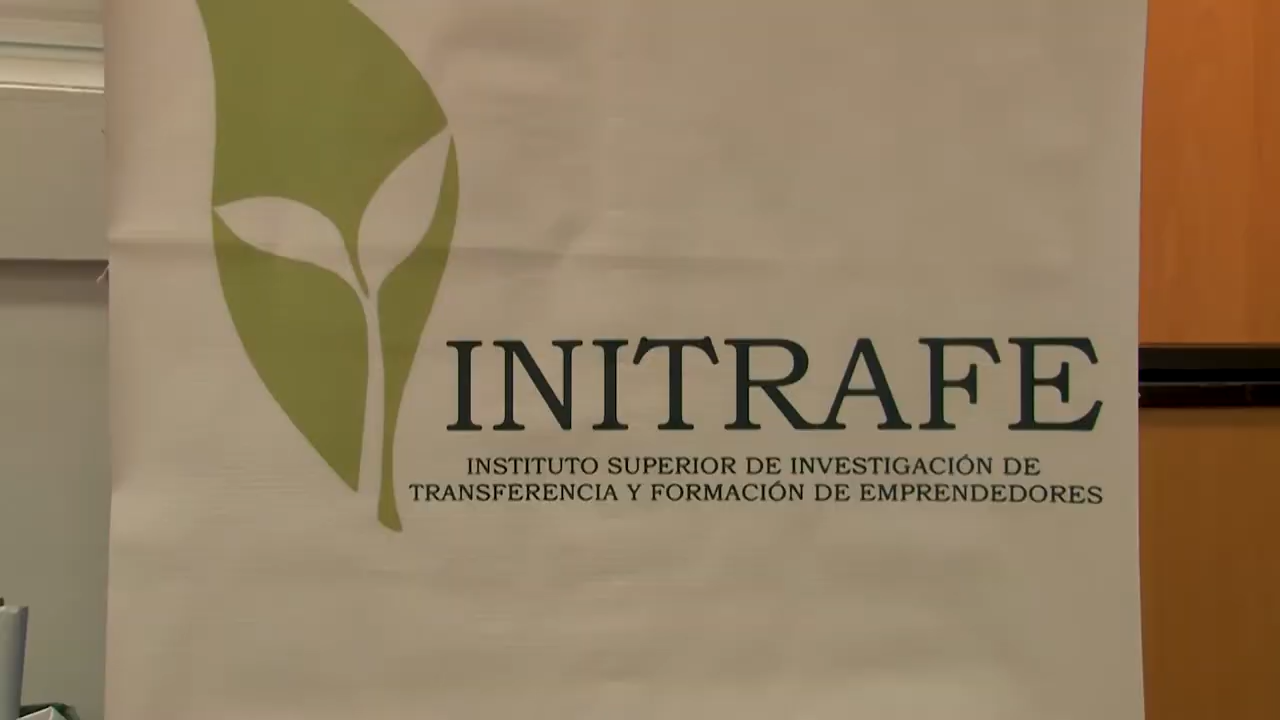 INITRAFE
INSTITUTO SUPERIOR DE INVESTIGACIÓN DE
TRANSFERENCIA Y FORMACIÓN DE EMPRENDEDORES